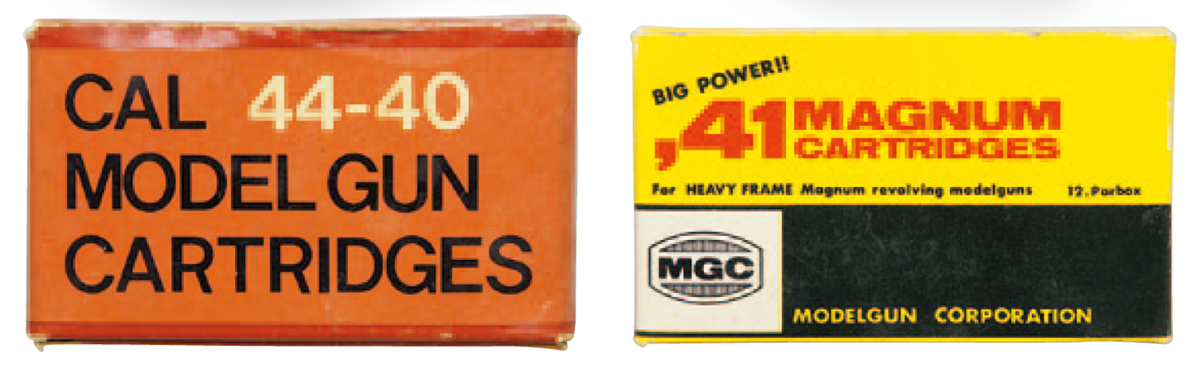 CAL 44-40
MODEL GUN
CARTRIDGES
BIG POWER!!
,41 MAGNUM
CARTRIDGES
For HEAVY FRAME Magnum revolving modelguns 12.Parbox
MGC
MODELGUN CORPORATION